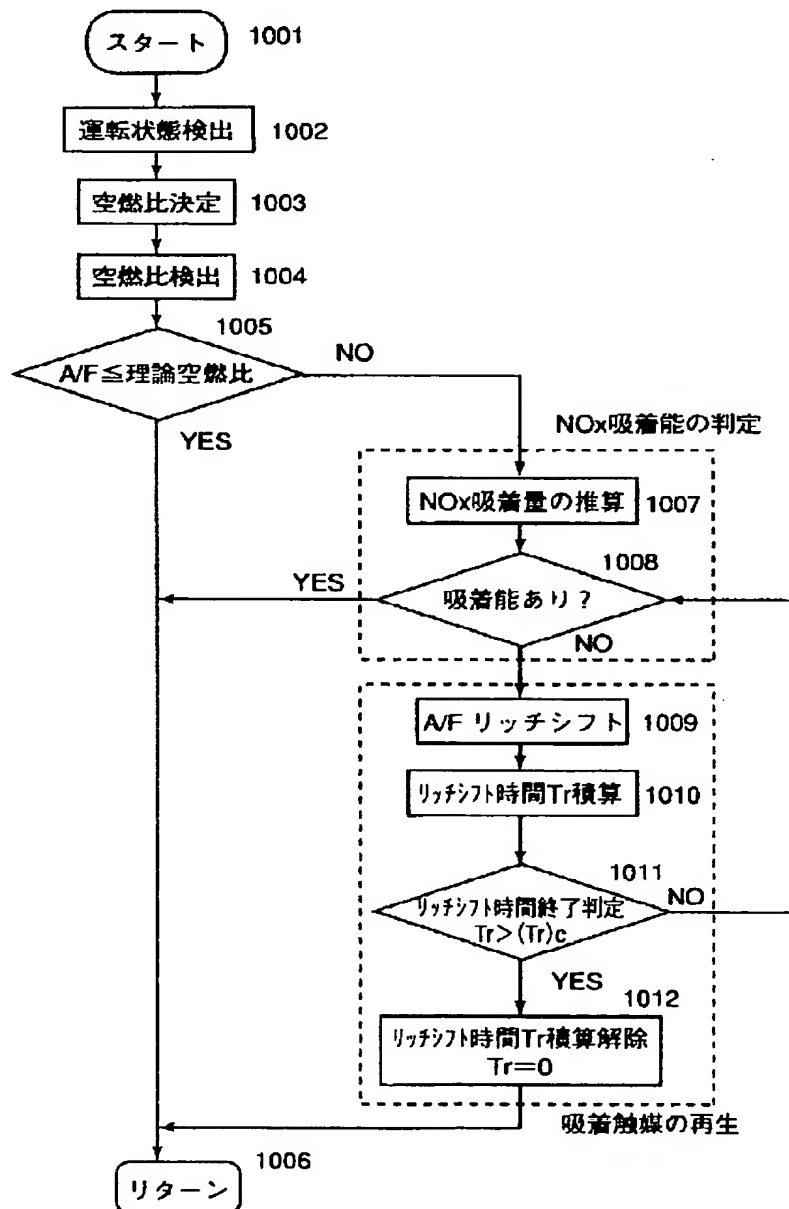 スタート 1001
運転状態検出 1002
空燃比決定 1003
空燃比検出 1004
1005
A/F≦理論空燃比
NO
YES
NOx吸着能の判定
NOx吸着量の推算 1007
1008
YES
吸着能あり?
NO
A/F リッチシフト 1009
リッチシフト時間Tr積算 1010
1011
リッチシフト時間終了判定
Tr>(Tr)c
NO
YES
1012
リッチシフト時間Tr積算解除
Tr=0
吸着触媒の再生
1006
リターン